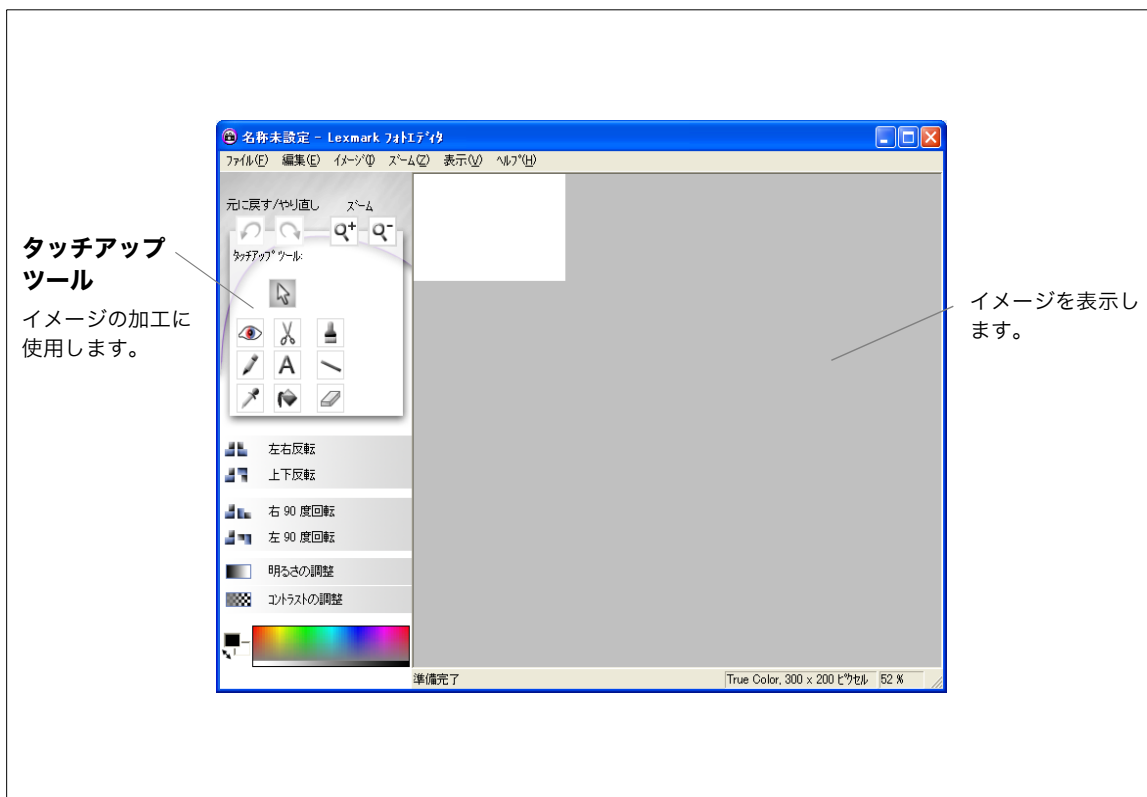 名称未設定 - Lexmark ﾌｫﾄｴﾃﾞｨﾀ
ﾌｧｲﾙ(F) 編集(E) ｲﾒｰｼﾞ(I) ｽﾞｰﾑ(Z) 表示(V) ﾍﾙﾌﾟ(H)
元に戻す/やり直し ｽﾞｰﾑ
ﾀｯﾁｱｯﾌﾟ ﾂｰﾙ:
タッチアップ
ツール
イメージの加工に
使用します。
イメージを表示し
ます。
左右反転
上下反転
右 90 度回転
左 90 度回転
明るさの調整
ｺﾝﾄﾗｽﾄの調整
準備完了 True Color, 300 x 200 ﾋﾟｸｾﾙ 52 %